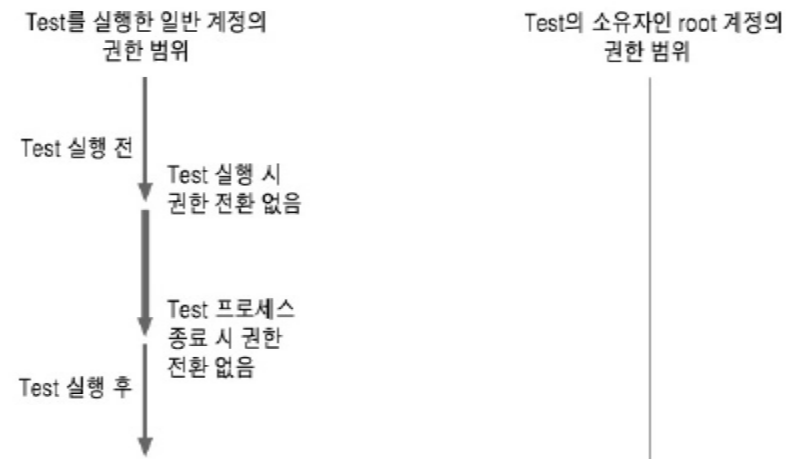 Test를 실행한 일반 계정의
권한 범위
Test의 소유자인 root 계정의
권한 범위
Test 실행 전
Test 실행 시
권한 전환 없음
Test 프로세스
종료 시 권한
전환 없음
Test 실행 후